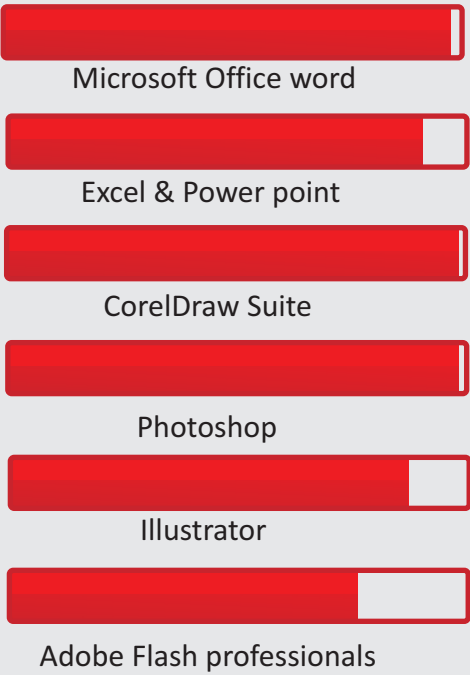 Microsoft Office word
Excel & Power point
CorelDraw Suite
Photoshop
Illustrator
Adobe Flash professionals